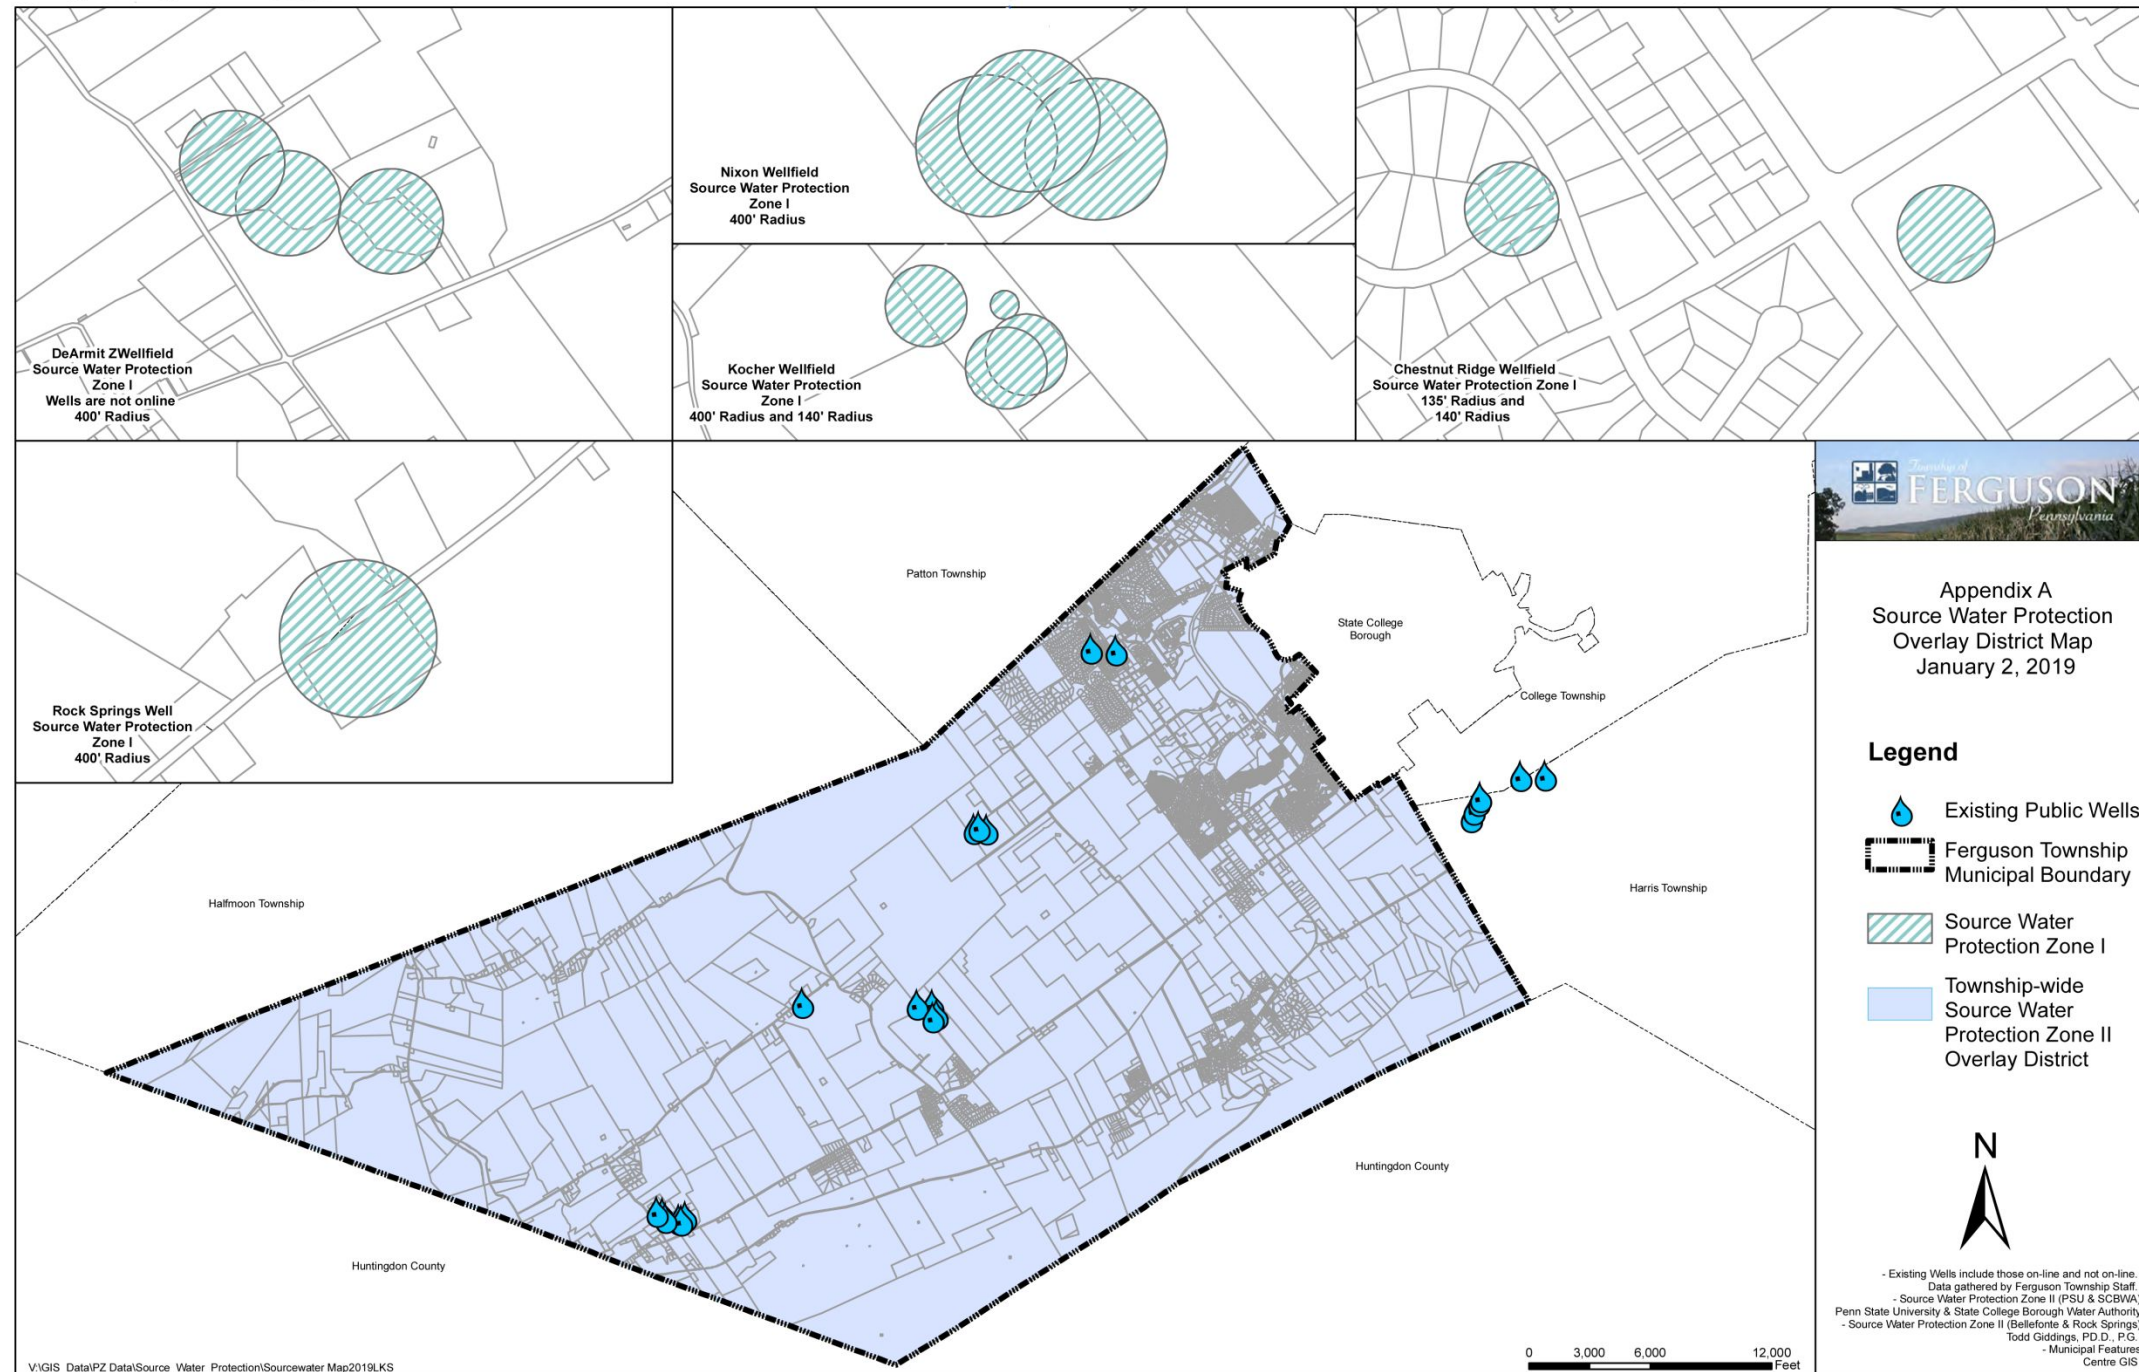 Nixon Wellfield
Source Water Protection
Zone I
400' Radius
DeArmit ZWellfield
Source Water Protection
Zone I
Wells are not online
400' Radius
Kocher Wellfield
Source Water Protection
Zone I
400' Radius and 140' Radius
Chestnut Ridge Wellfield
Source Water Protection Zone I
135' Radius and
140' Radius
Rock Springs Well
Source Water Protection
Zone I
400' Radius
Township of
FERGUSON
Pennsylvania
Appendix A
Source Water Protection
Overlay District Map
January 2, 2019
Patton Township
State College
Borough
College Township
Halfmoon Township
Harris Township
Huntingdon County
Huntingdon County
Legend
Existing Public Wells
Ferguson Township
Municipal Boundary
Source Water
Protection Zone I
Township-wide
Source Water
Protection Zone II
Overlay District
N
- Existing Wells include those on-line and not on-line.
Data gathered by Ferguson Township Staff.
- Source Water Protection Zone II (PSU & SCBWA)
Penn State University & State College Borough Water Authority
- Source Water Protection Zone II (Bellefonte & Rock Springs)
Todd Giddings, PD.D., P.G.
- Municipal Features
Centre GIS
0 3,000 6,000 12,000
Feet
V:\GIS_Data\PZ Data\Source_Water_Protection\Sourcewater Map2019LKS